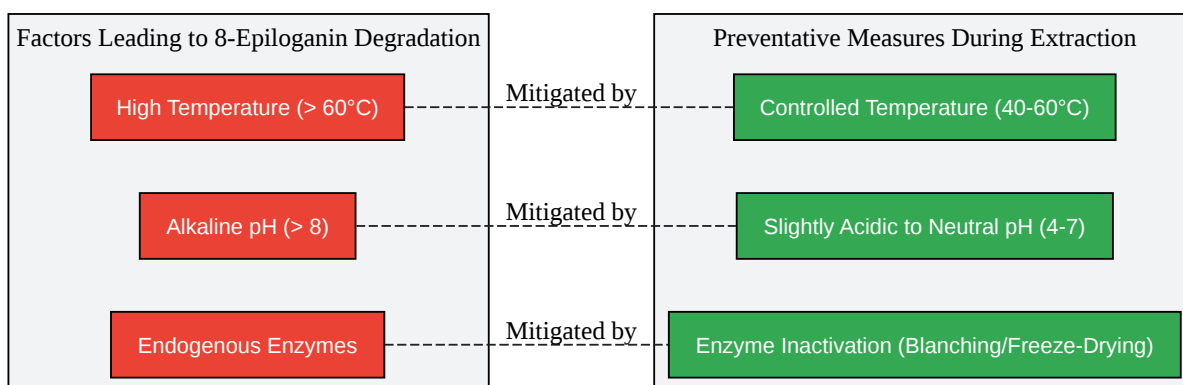 Factors Leading to 8-Epiloganin Degradation
Preventative Measures During Extraction
High Temperature (> 60°C)
Mitigated by
Controlled Temperature (40-60°C)
Alkaline pH (> 8)
Mitigated by
Slightly Acidic to Neutral pH (4-7)
Endogenous Enzymes
Mitigated by
Enzyme Inactivation (Blanching/Freeze-Drying)